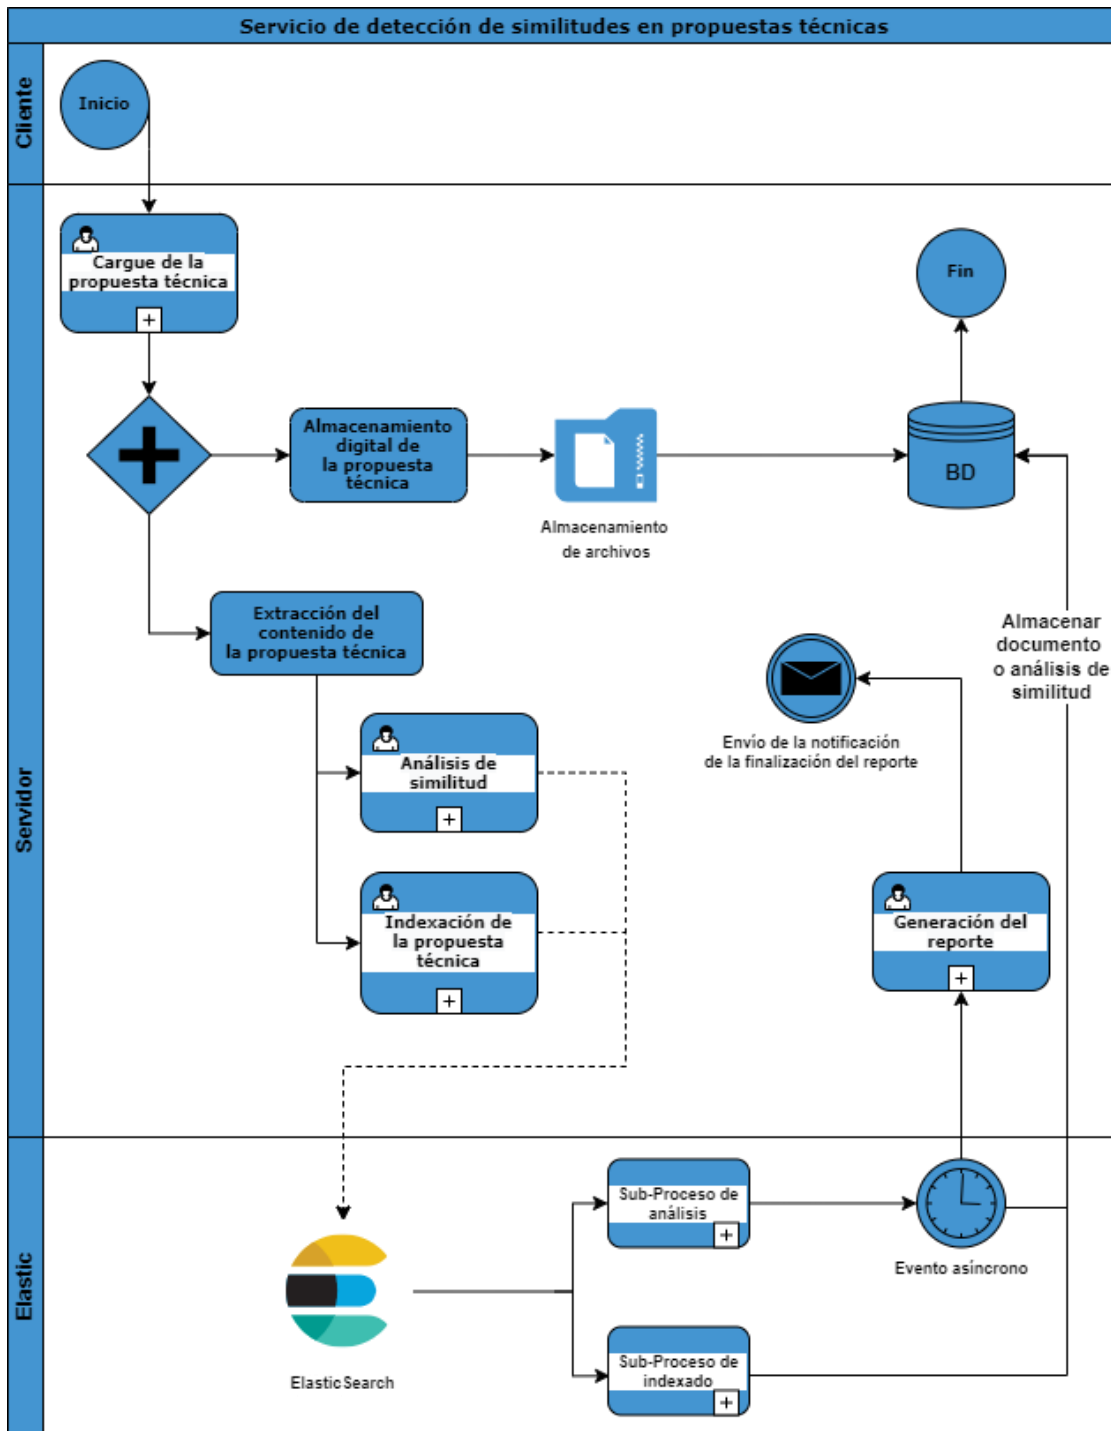 Servicio de detección de similitudes en propuestas técnicas
Cliente
Inicio
Servidor
Cargue de la
propuesta técnica
Fin
Almacenamiento
digital de
la propuesta
técnica
Almacenamiento
de archivos
BD
Extracción del
contenido de
la propuesta técnica
Almacenar
documento
o análisis de
similitud
Envío de la notificación
de la finalización del reporte
Análisis de
similitud
Indexación de
la propuesta
técnica
Generación del
reporte
Elastic
ElasticSearch
Sub-Proceso de
análisis
Evento asíncrono
Sub-Proceso de
indexado